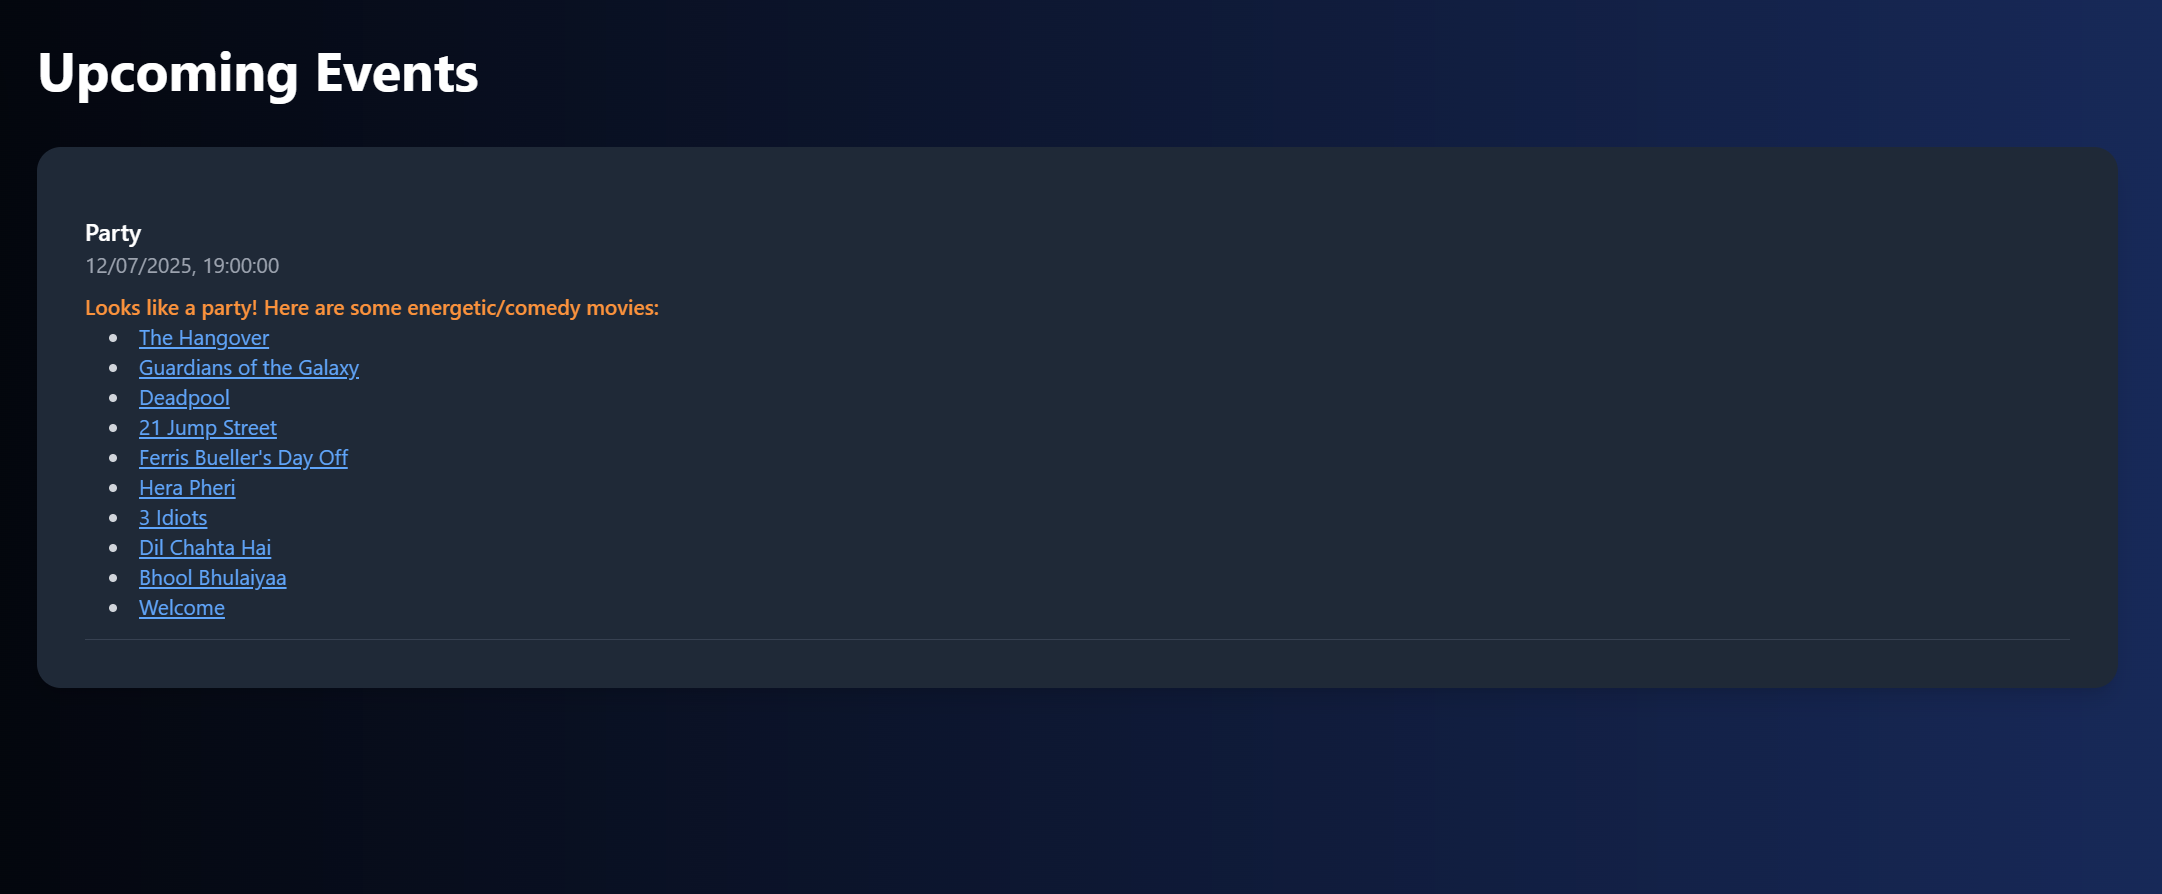 Upcoming Events
Party
12/07/2025, 19:00:00
Looks like a party! Here are some energetic/comedy movies:
The Hangover
Guardians of the Galaxy
Deadpool
21 Jump Street
Ferris Bueller's Day Off
Hera Pheri
3 Idiots
Dil Chahta Hai
Bhool Bhulaiyaa
Welcome